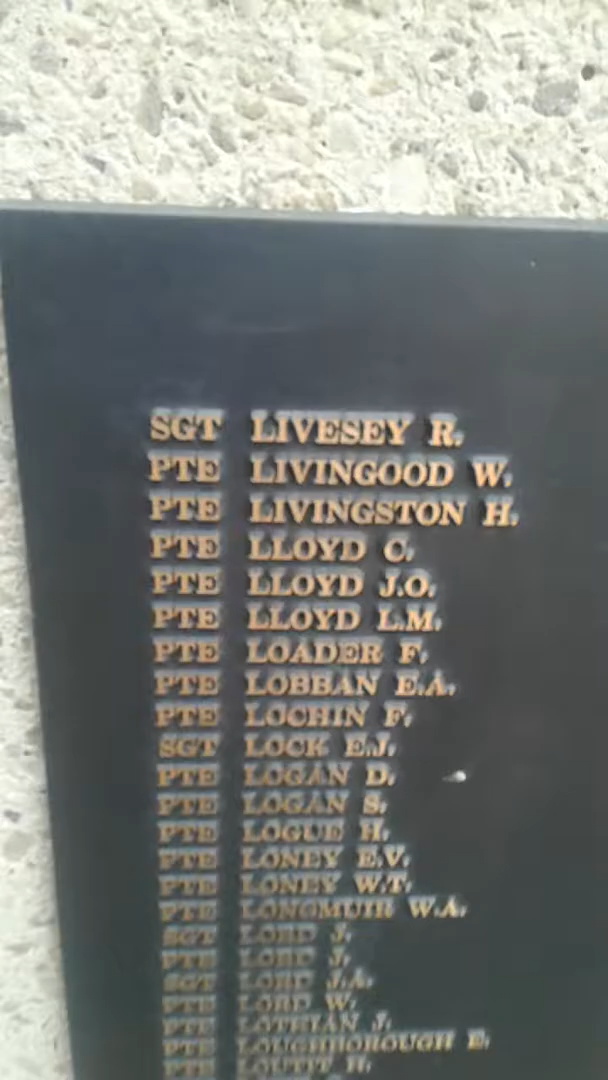 SGT LIVESEY R.
PTE LIVINGOOD W.
PTE LIVINGSTON H.
PTE LLOYD C.
PTE LLOYD J.O.
PTE LLOYD L.M.
PTE LOADER F.
PTE LOBBAN E.A.
PTE LOCHIN F.
SGT LOCK E.J.
PTE LOGAN D.
PTE LOGAN S.
PTE LOGUE H.
PTE LONEY E.V.
PTE LONEY W.T.
PTE LONGMUIR W.A.
SGT LORD J.
PTE LORD J.
SGT LORD J.A.
PTE LORD W.
PTE LOTHIAN J.
PTE LOUGHBOROUGH E.
PTE LOUTIT H.